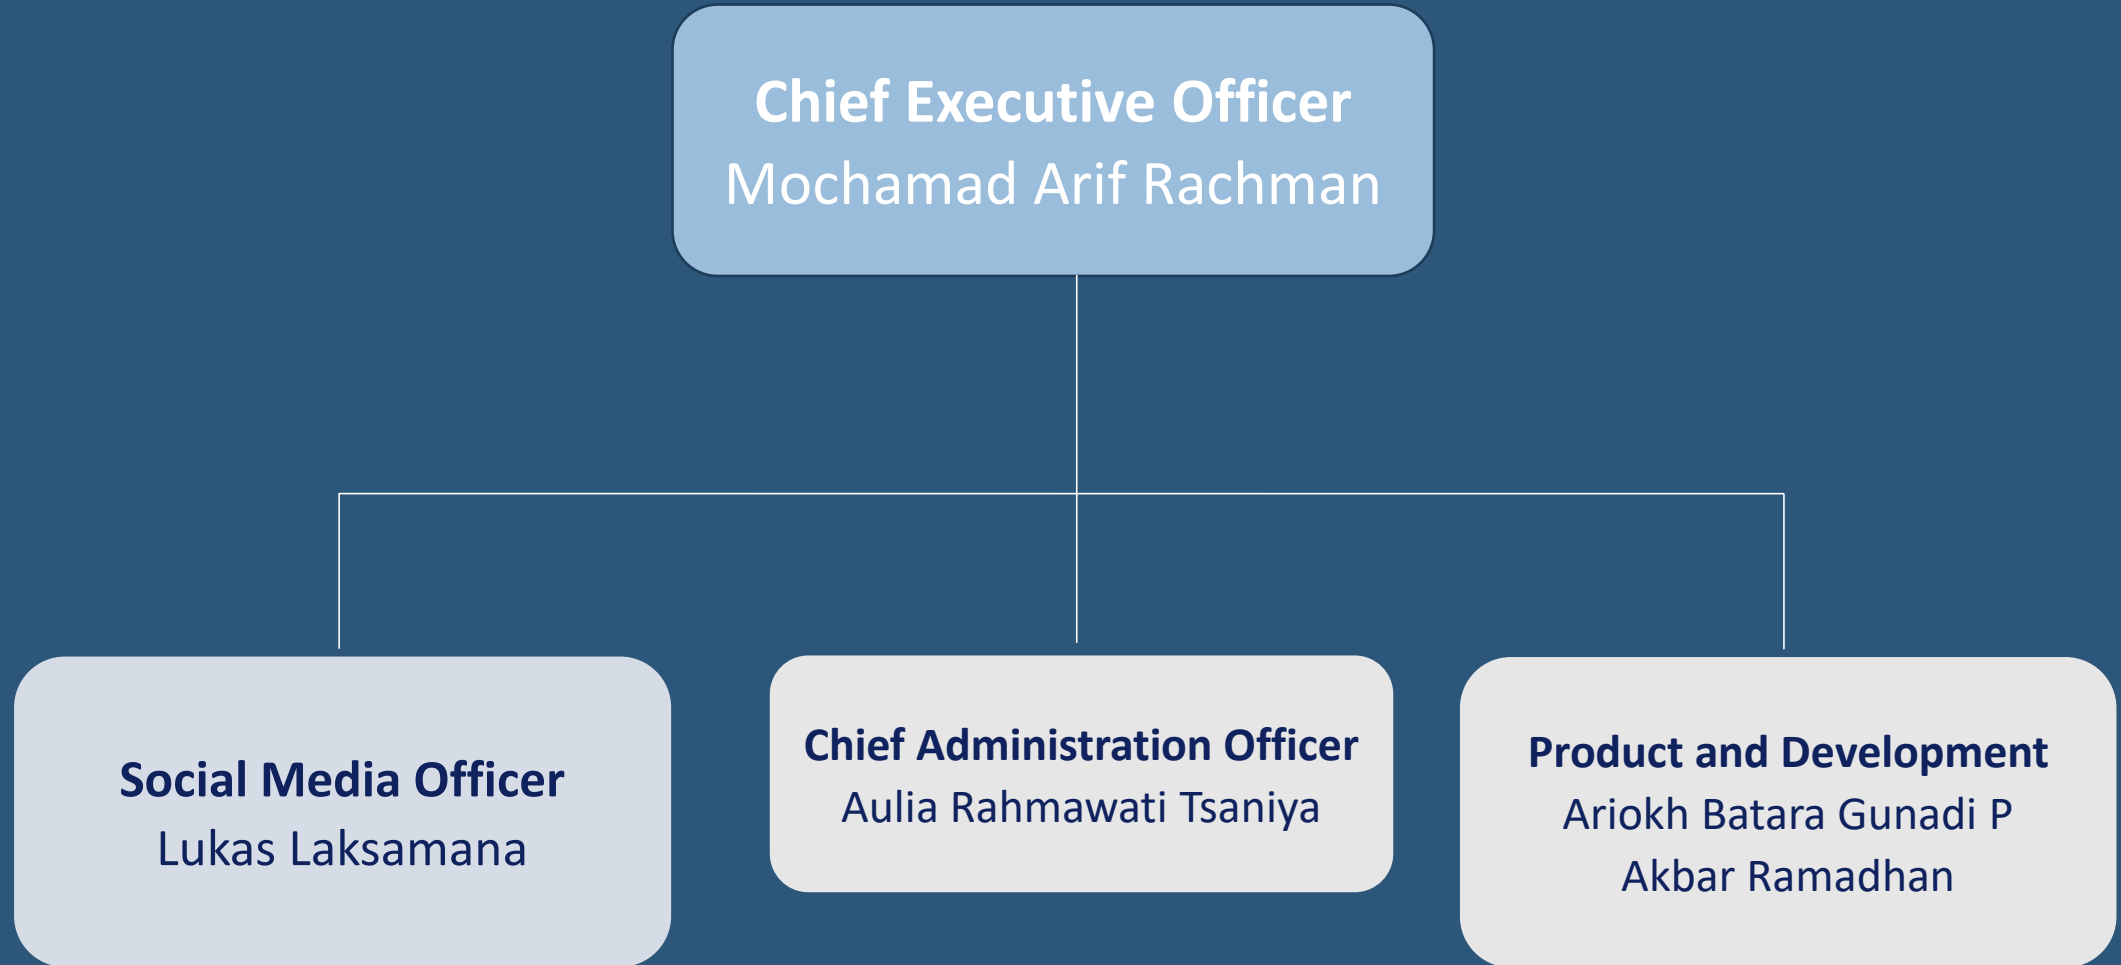 Chief Executive Officer
Mochamad Arif Rachman
Social Media Officer
Lukas Laksamana
Chief Administration Officer
Aulia Rahmawati Tsaniya
Product and Development
Ariokh Batara Gunadi P
Akbar Ramadhan